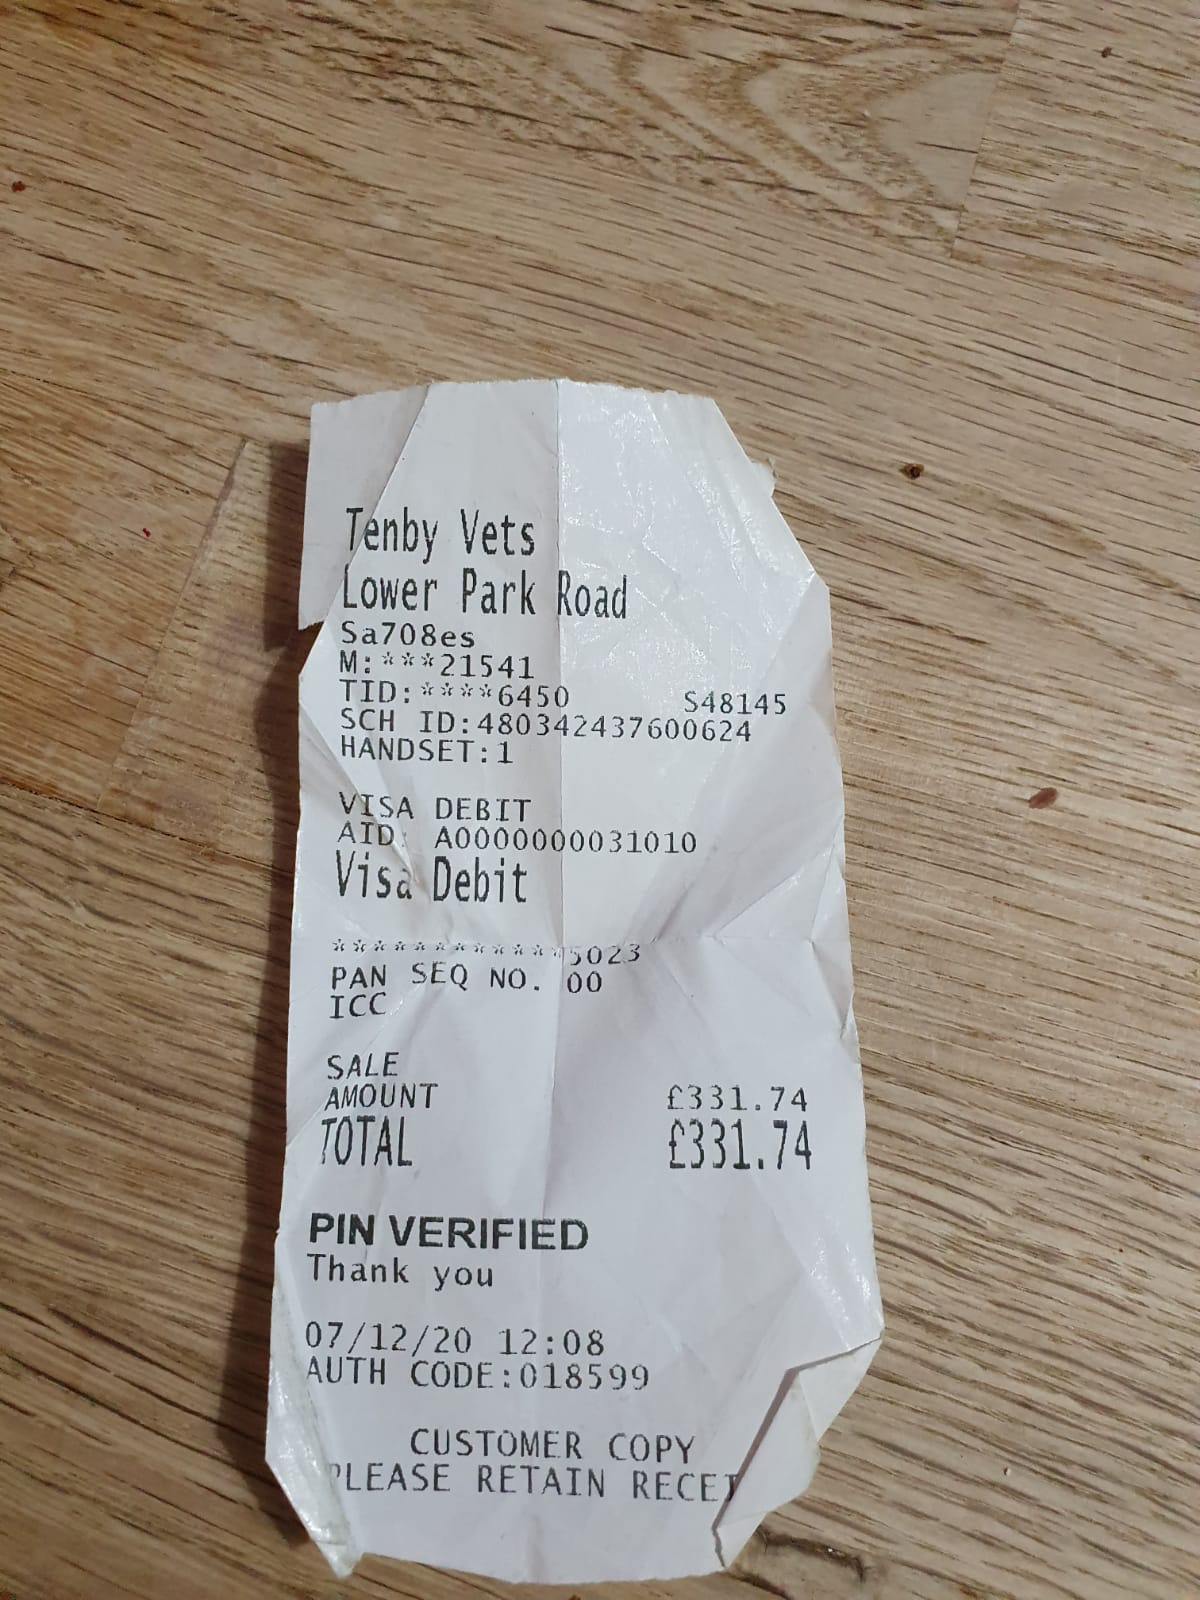 Tenby Vets
Lower Park Road
Sa708es
M:***21541
TID:****6450 S48145
SCH ID:480342437600624
HANDSET:1
VISA DEBIT
AID: A0000000031010
Visa Debit
************5023
PAN SEQ NO. 00
ICC
SALE
AMOUNT £331.74
TOTAL £331.74
PIN VERIFIED
Thank you
07/12/20 12:08
AUTH CODE:018599
CUSTOMER COPY
PLEASE RETAIN RECEI